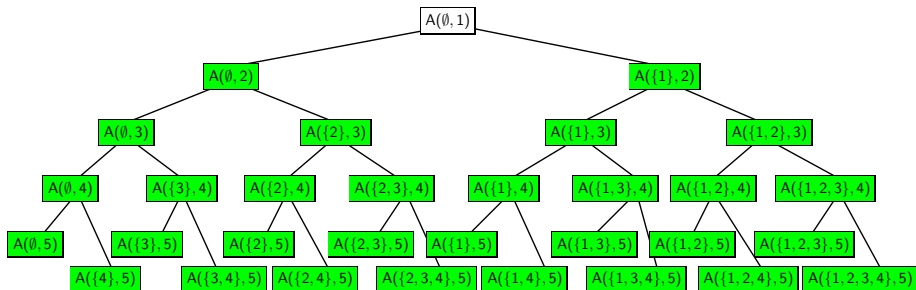 A(∅, 1)
A(∅, 2) A({1}, 2)
A(∅, 3) A({2}, 3) A({1}, 3) A({1, 2}, 3)
A(∅, 4) A({3}, 4) A({2}, 4) A({2, 3}, 4) A({1}, 4) A({1, 3}, 4) A({1, 2}, 4) A({1, 2, 3}, 4)
A(∅, 5) A({3}, 5) A({2}, 5) A({2, 3}, 5) A({1}, 5) A({1, 3}, 5) A({1, 2}, 5) A({1, 2, 3}, 5)
A({4}, 5) A({3, 4}, 5) A({2, 4}, 5) A({2, 3, 4}, 5) A({1, 4}, 5) A({1, 3, 4}, 5) A({1, 2, 4}, 5) A({1, 2, 3, 4}, 5)